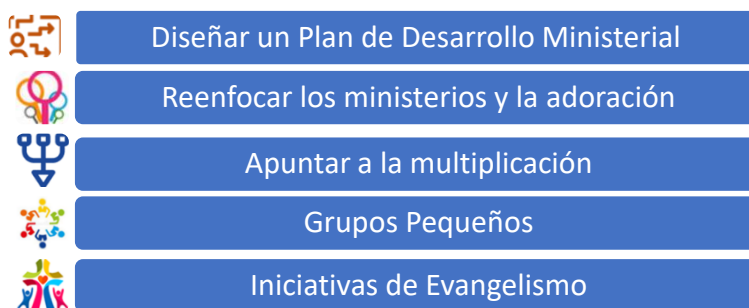 Diseñar un Plan de Desarrollo Ministerial
Reenfocar los ministerios y la adoración
Apuntar a la multiplicación
Grupos Pequeños
Iniciativas de Evangelismo